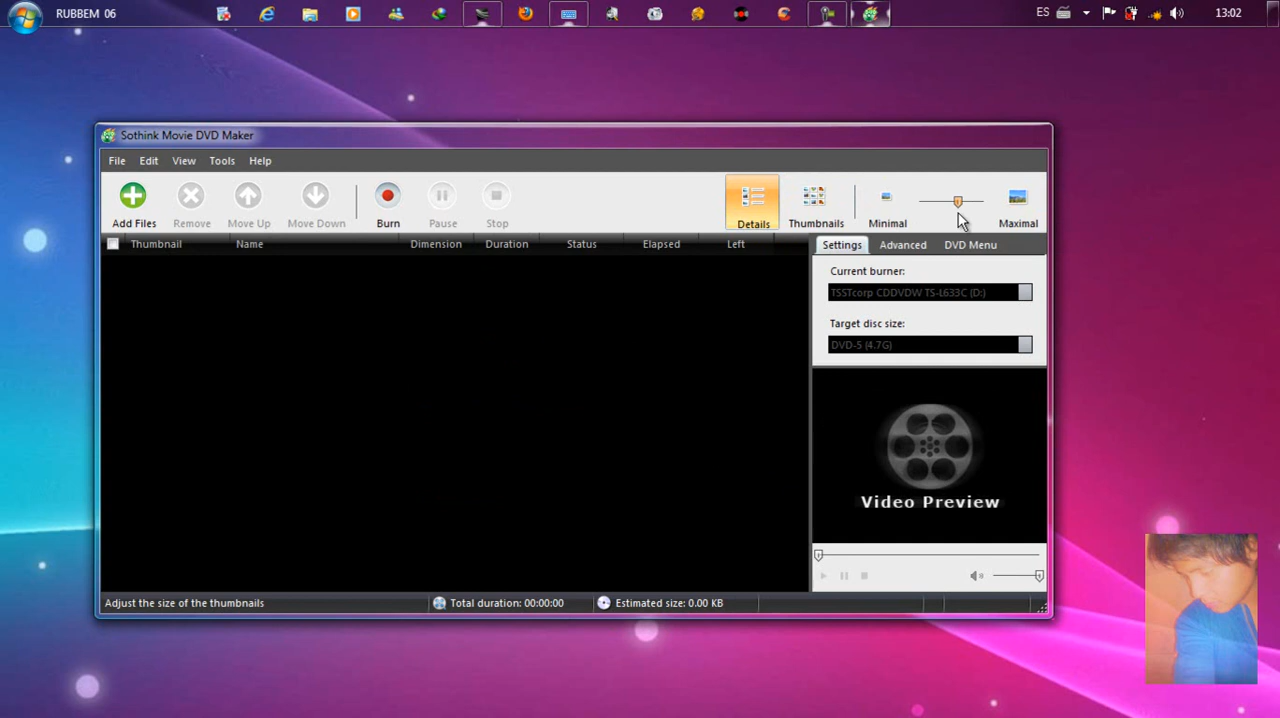 RUBBEM 06
ES
13:02
Sothink Movie DVD Maker
File Edit View Tools Help
Add Files Remove Move Up Move Down Burn Pause Stop Details Thumbnails Minimal Maximal
Thumbnail Name Dimension Duration Status Elapsed Left
Settings Advanced DVD Menu
Current burner:
TSSTcorp CDDVDW TS-L633C (D:)
Target disc size:
DVD-5 (4.7G)
Video Preview
Adjust the size of the thumbnails Total duration: 00:00:00 Estimated size: 0.00 KB